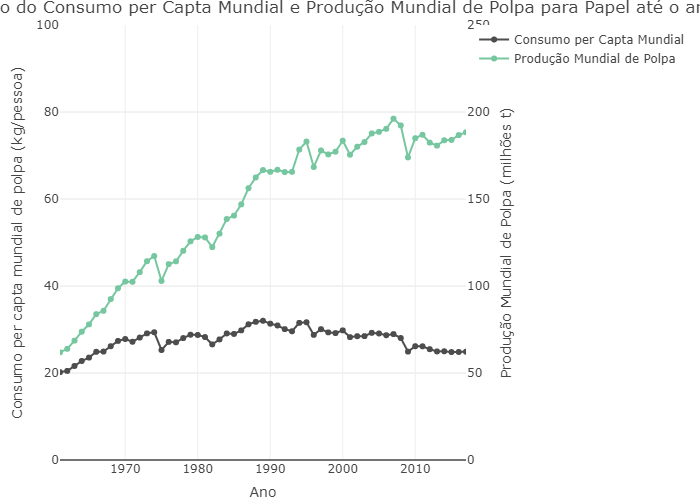 o do Consumo per Capta Mundial e Produção Mundial de Polpa para Papel até o ar
Consumo per Capta Mundial
Produção Mundial de Polpa
100
80
60
40
20
0
250
200
150
100
50
0
Consumo per capta mundial de polpa (kg/pessoa)
Produção Mundial de Polpa (milhões t)
1970
1980
1990
2000
2010
Ano